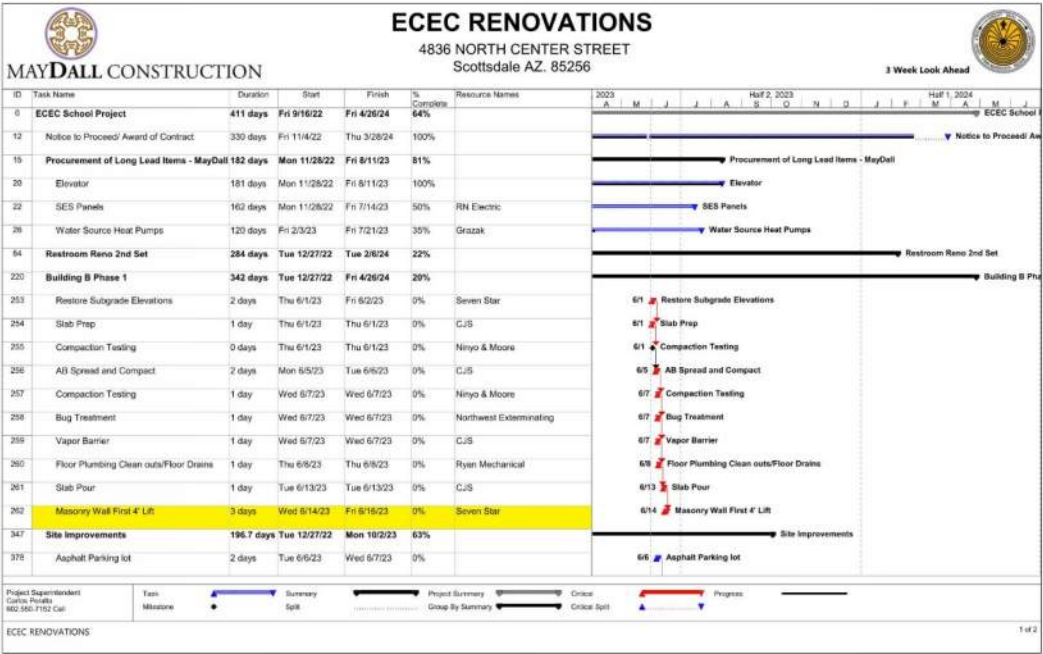 ECEC RENOVATIONS
4836 NORTH CENTER STREET
Scottsdale AZ. 85256
MAYDALL CONSTRUCTION
3 Week Look Ahead
ID Task Name Duration Start Finish % Complete Resource Names 2023 Half 2, 2023 Half 1, 2024
A M J J A S O N D J F M A M J
0 ECEC School Project 411 days Fri 9/16/22 Fri 4/26/24 64% ECEC School
12 Notice to Proceed/ Award of Contract 330 days Fri 11/4/22 Thu 3/28/24 100% Notice to Proceed/ Aw
15 Procurement of Long Lead Items - MayDall 182 days Mon 11/28/22 Fri 8/11/23 81% Procurement of Long Lead Items - MayDall
20 Elevator 181 days Mon 11/28/22 Fri 8/11/23 100% Elevator
22 SES Panels 162 days Mon 11/28/22 Fri 7/14/23 50% RN Electric SES Panels
26 Water Source Heat Pumps 120 days Fri 2/3/23 Fri 7/21/23 35% Grazak Water Source Heat Pumps
84 Restroom Reno 2nd Set 284 days Tue 12/27/22 Tue 2/6/24 22% Restroom Reno 2nd Set
220 Building B Phase 1 342 days Tue 12/27/22 Fri 4/26/24 20% Building B Pha
253 Restore Subgrade Elevations 2 days Thu 6/1/23 Fri 6/2/23 0% Seven Star 6/1 Restore Subgrade Elevations
254 Slab Prep 1 day Thu 6/1/23 Thu 6/1/23 0% CJS 6/1 Slab Prep
255 Compaction Testing 0 days Thu 6/1/23 Thu 6/1/23 0% Ninyo & Moore 6/1 Compaction Testing
256 AB Spread and Compact 2 days Mon 6/5/23 Tue 6/6/23 0% CJS 6/5 AB Spread and Compact
257 Compaction Testing 1 day Wed 6/7/23 Wed 6/7/23 0% Ninyo & Moore 6/7 Compaction Testing
258 Bug Treatment 1 day Wed 6/7/23 Wed 6/7/23 0% Northwest Exterminating 6/7 Bug Treatment
259 Vapor Barrier 1 day Wed 6/7/23 Wed 6/7/23 0% CJS 6/7 Vapor Barrier
260 Floor Plumbing Clean outs/Floor Drains 1 day Thu 6/8/23 Thu 6/8/23 0% Ryan Mechanical 6/8 Floor Plumbing Clean outs/Floor Drains
261 Slab Pour 1 day Tue 6/13/23 Tue 6/13/23 0% CJS 6/13 Slab Pour
262 Masonry Wall First 4' Lift 3 days Wed 6/14/23 Fri 6/16/23 0% Seven Star 6/14 Masonry Wall First 4' Lift
347 Site Improvements 196.7 days Tue 12/27/22 Mon 10/2/23 63% Site Improvements
378 Asphalt Parking lot 2 days Tue 6/6/23 Wed 6/7/23 0% 6/6 Asphalt Parking lot
Project Superintendent
Carlos Peralta
602.560-7152 Cell
Task Summary Project Summary Critical Progress
Milestone Split Group By Summary Critical Split
ECEC RENOVATIONS
1 of 2